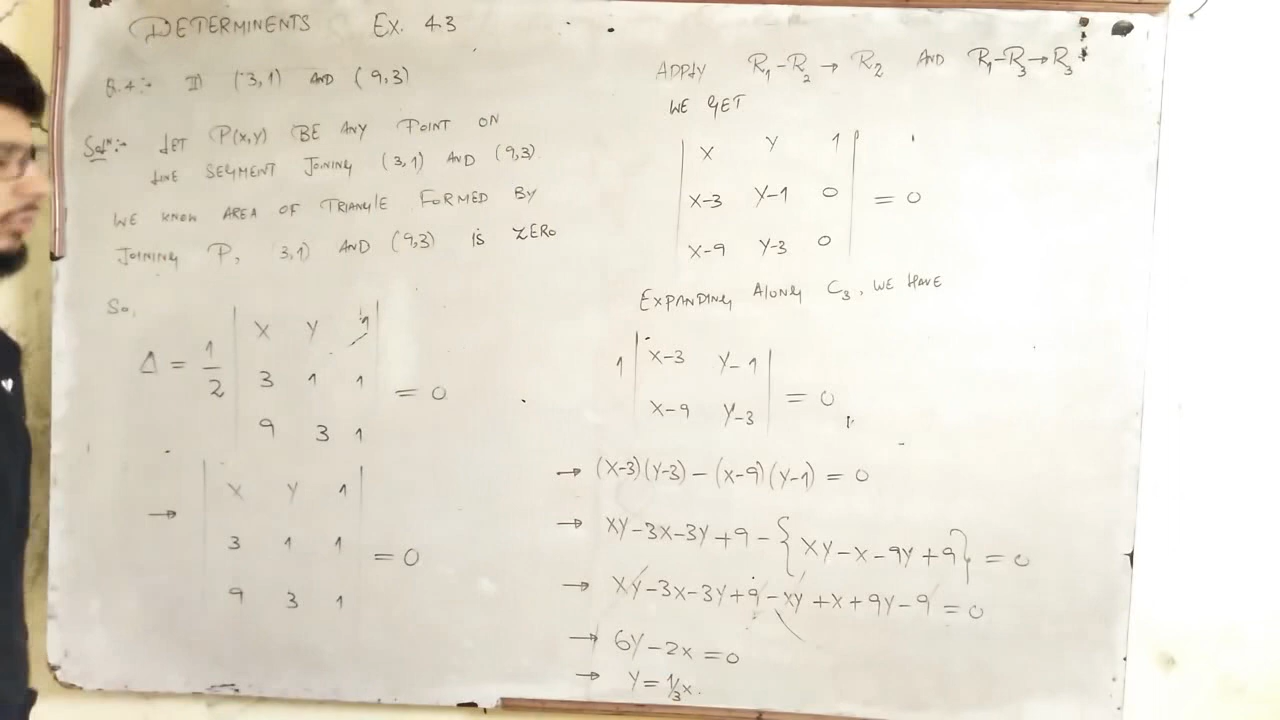 DETERMINENTS Ex. 4.3
Q.4:- II (3,1) AND (9,3)
Solⁿ:- LET P(x,y) BE ANY POINT ON
LINE SEGMENT JOINING (3,1) AND (9,3)
WE KNOW AREA OF TRIANGLE FORMED BY
JOINING P, (3,1) AND (9,3) is ZERO
So,
Δ = 1/2 | X Y 1 |
| 3 1 1 | = 0
| 9 3 1 |
→ | X Y 1 |
| 3 1 1 | = 0
| 9 3 1 |
APPLY R₁-R₂ → R₂ AND R₁-R₃ → R₃
WE GET
| X Y 1 |
| X-3 Y-1 0 | = 0
| X-9 Y-3 0 |
EXPANDING ALONG C₃, WE HAVE
1 | X-3 Y-1 |
| X-9 Y-3 | = 0
→ (X-3)(Y-3) - (X-9)(Y-1) = 0
→ XY-3X-3Y+9 - {XY-X-9Y+9} = 0
→ XY-3X-3Y+9-XY+X+9Y-9 = 0
→ 6Y-2X = 0
→ Y = 1/3 X.